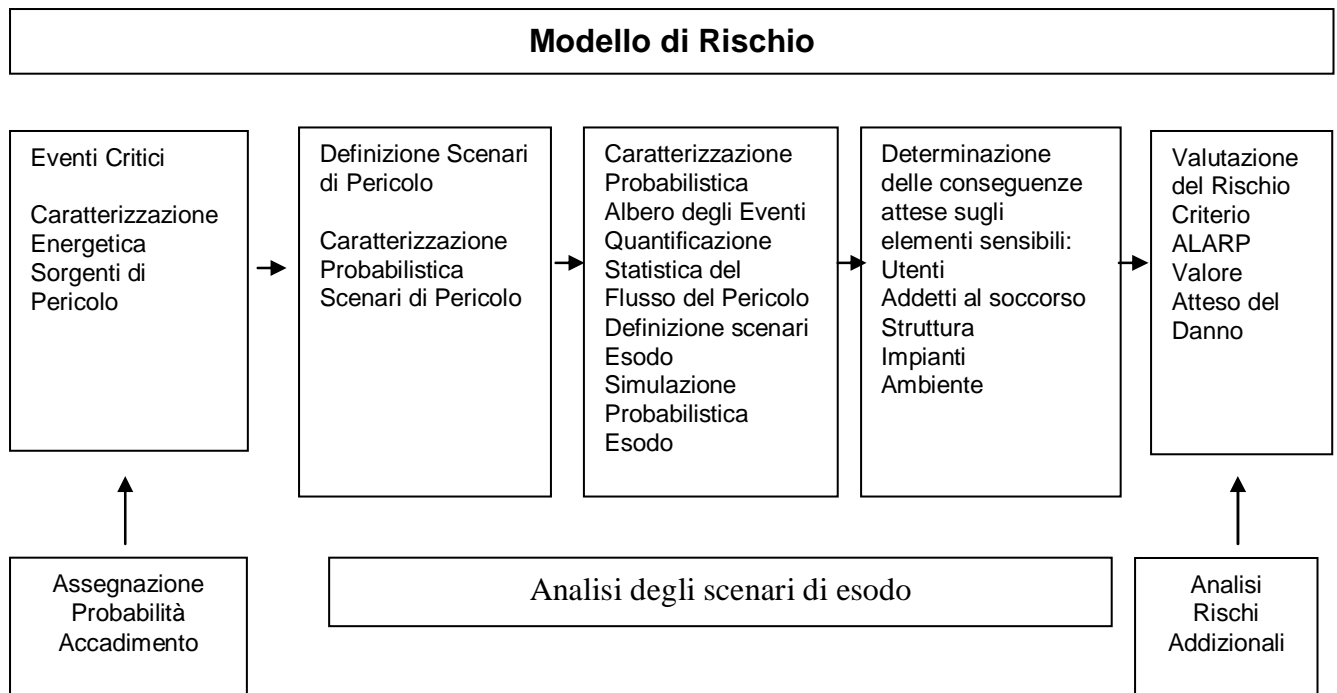 Modello di Rischio
Eventi Critici
Caratterizzazione
Energetica
Sorgenti di
Pericolo
Definizione Scenari
di Pericolo
Caratterizzazione
Probabilistica
Scenari di Pericolo
Caratterizzazione
Probabilistica
Albero degli Eventi
Quantificazione
Statistica del
Flusso del Pericolo
Definizione scenari
Esodo
Simulazione
Probabilistica
Esodo
Determinazione
delle conseguenze
attese sugli
elementi sensibili:
Utenti
Addetti al soccorso
Struttura
Impianti
Ambiente
Valutazione
del Rischio
Criterio
ALARP
Valore
Atteso del
Danno
Assegnazione
Probabilità
Accadimento
Analisi degli scenari di esodo
Analisi
Rischi
Addizionali